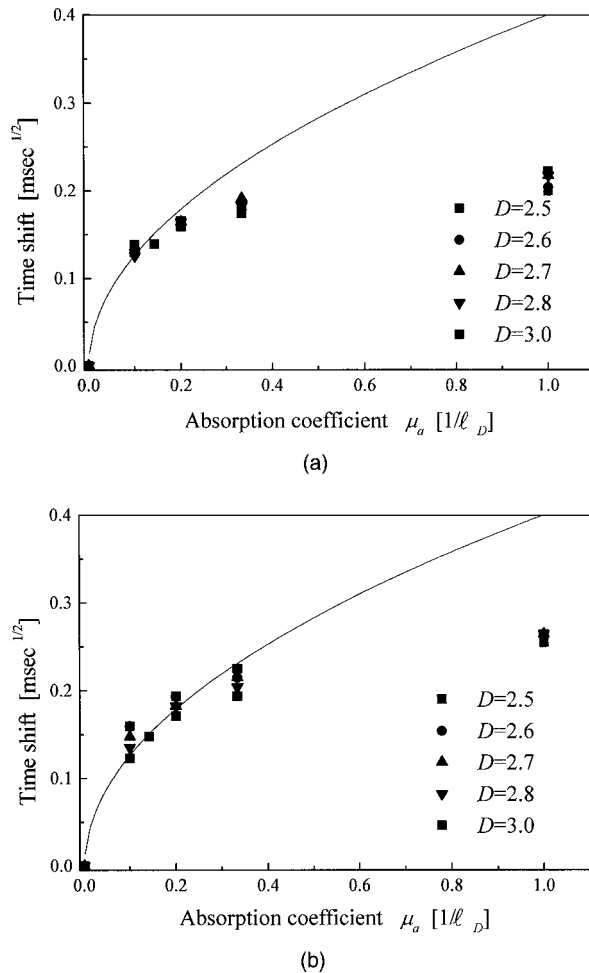 0.4
0.3
0.2
0.1
0.0
Time shift [msec 1/2]
D=2.5
D=2.6
D=2.7
D=2.8
D=3.0
0.0 0.2 0.4 0.6 0.8 1.0
Absorption coefficient μa [1/ℓD]
(a)
0.4
0.3
0.2
0.1
0.0
Time shift [msec 1/2]
D=2.5
D=2.6
D=2.7
D=2.8
D=3.0
0.0 0.2 0.4 0.6 0.8 1.0
Absorption coefficient μa [1/ℓD]
(b)